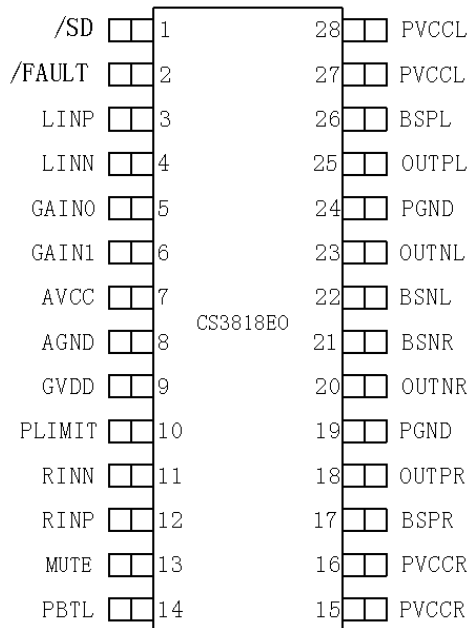 /SD 1 28 PVCCL
/FAULT 2 27 PVCCL
LINP 3 26 BSPL
LINN 4 25 OUTPL
GAIN0 5 24 PGND
GAIN1 6 23 OUTNL
AVCC 7 22 BSNL
CS3818EO
AGND 8 21 BSNR
GVDD 9 20 OUTNR
PLIMIT 10 19 PGND
RINN 11 18 OUTPR
RINP 12 17 BSPR
MUTE 13 16 PVCCR
PBTL 14 15 PVCCR